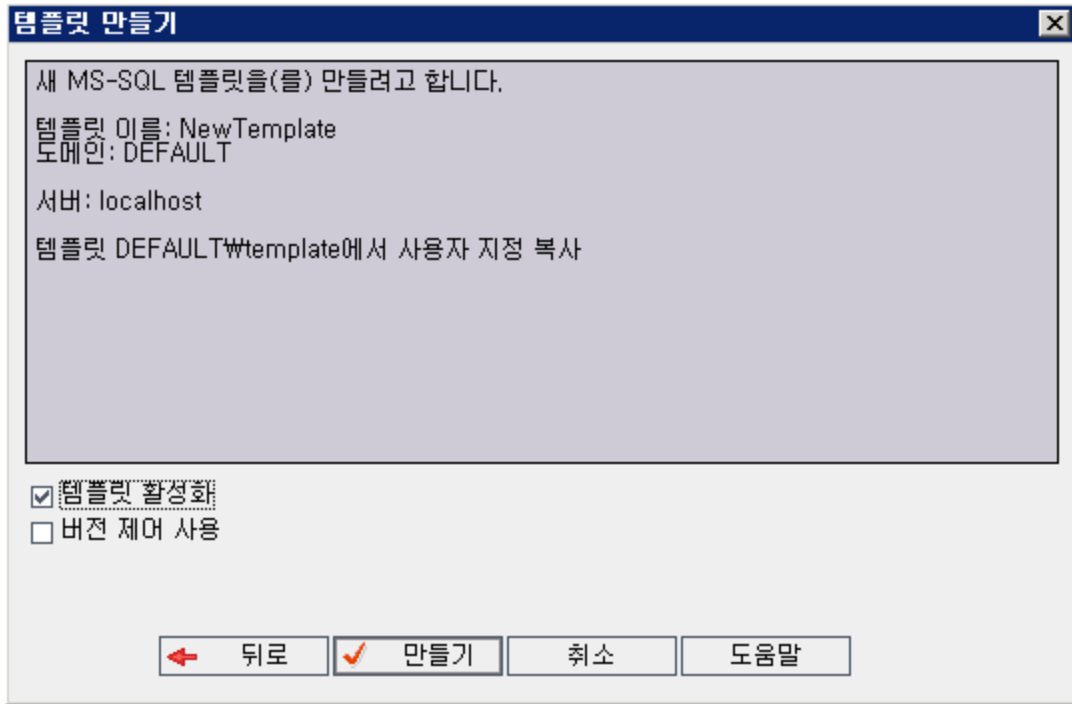 템플릿 만들기
새 MS-SQL 템플릿을(를) 만들려고 합니다.
템플릿 이름: NewTemplate
도메인: DEFAULT
서버: localhost
템플릿 DEFAULT₩template에서 사용자 지정 복사
템플릿 활성화
버전 제어 사용
뒤로 만들기 취소 도움말